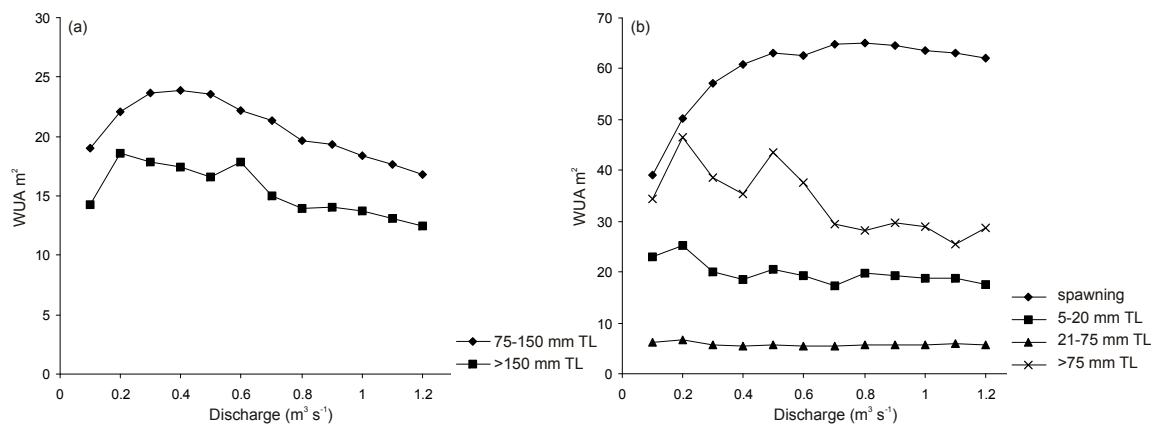 (a)
30
25
20
15
10
5
0
WUA m²
0 0.2 0.4 0.6 0.8 1 1.2
Discharge (m³ s⁻¹)
75-150 mm TL
>150 mm TL
(b)
70
60
50
40
30
20
10
0
WUA m²
0 0.2 0.4 0.6 0.8 1 1.2
Discharge (m³ s⁻¹)
spawning
5-20 mm TL
21-75 mm TL
>75 mm TL